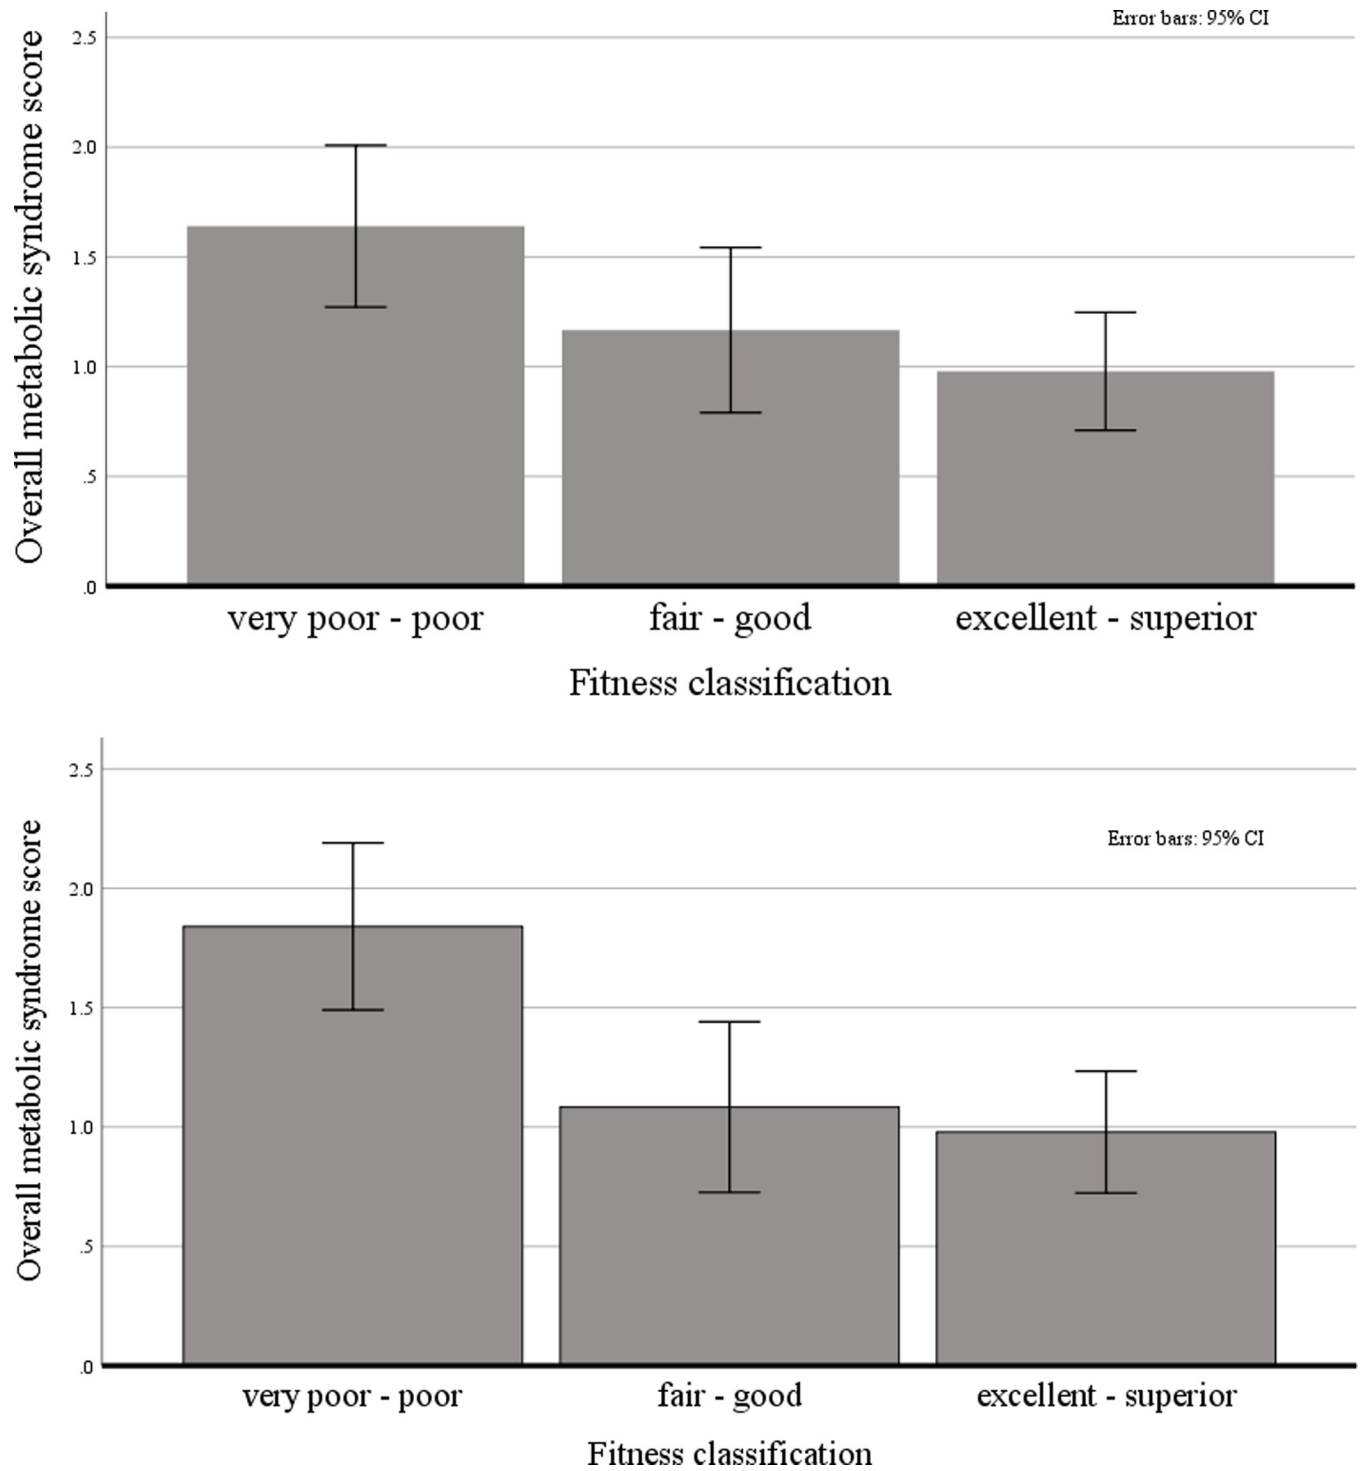 Error bars: 95% CI
Overall metabolic syndrome score
2.5
2.0
1.5
1.0
.5
.0
very poor - poor
fair - good
excellent - superior
Fitness classification
Error bars: 95% CI
Overall metabolic syndrome score
2.5
2.0
1.5
1.0
.5
.0
very poor - poor
fair - good
excellent - superior
Fitness classification